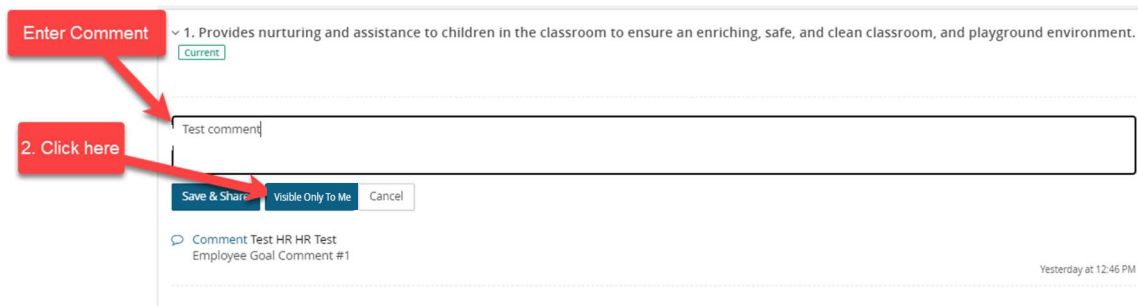 Enter Comment
1. Provides nurturing and assistance to children in the classroom to ensure an enriching, safe, and clean classroom, and playground environment.
Current
Test comment
2. Click here
Save & Share
Visible Only To Me
Cancel
Comment Test HR HR Test
Employee Goal Comment #1
Yesterday at 12:46 PM